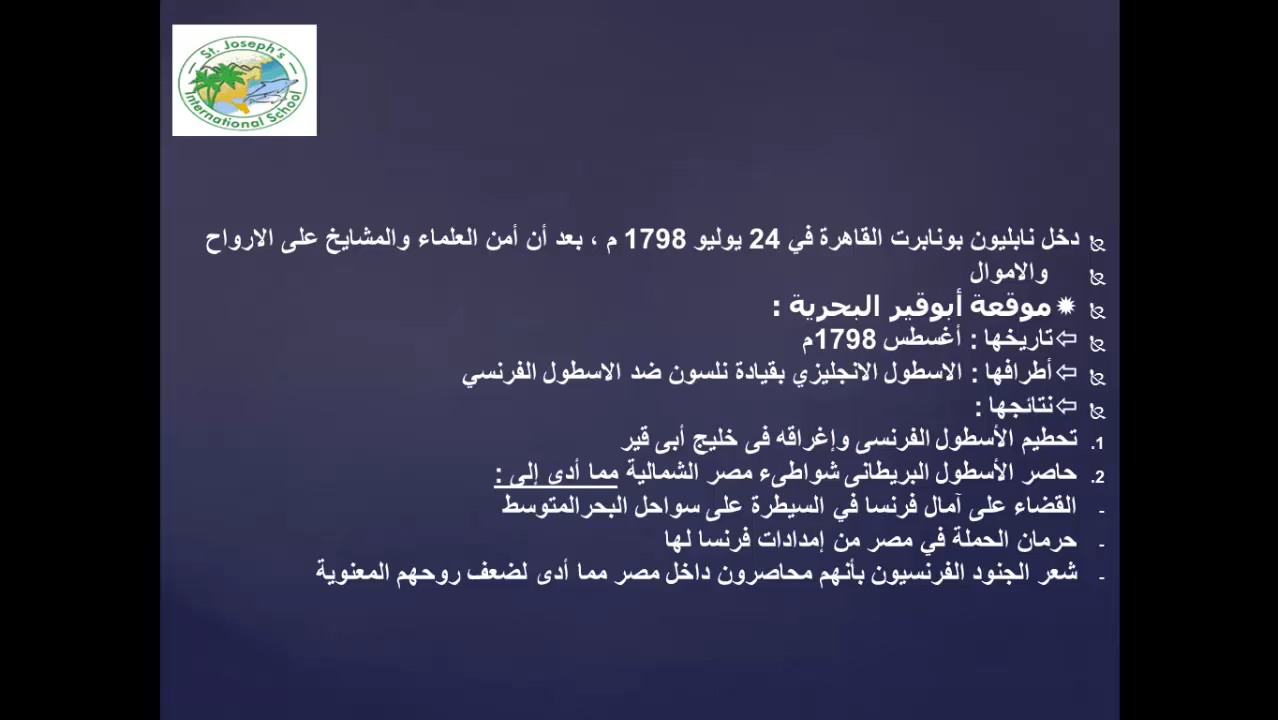 St. Joseph's
International School
دخل نابليون بونابرت القاهرة في 24 يوليو 1798 م ، بعد أن أمن العلماء والمشايخ على الارواح
والاموال
موقعة أبوقير البحرية :
تاريخها : أغسطس 1798م
أطرافها : الاسطول الانجليزي بقيادة نلسون ضد الاسطول الفرنسي
نتائجها :
1. تحطيم الأسطول الفرنسى وإغراقه فى خليج أبى قير
2. حاصر الأسطول البريطانى شواطىء مصر الشمالية مما أدى إلى :
- القضاء على آمال فرنسا في السيطرة على سواحل البحرالمتوسط
- حرمان الحملة في مصر من إمدادات فرنسا لها
- شعر الجنود الفرنسيون بأنهم محاصرون داخل مصر مما أدى لضعف روحهم المعنوية